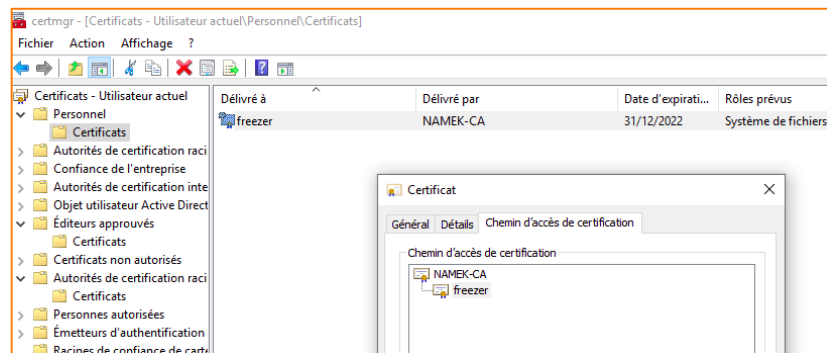 certmgr - [Certificats - Utilisateur actuel\Personnel\Certificats]
Fichier Action Affichage ?
Certificats - Utilisateur actuel
Personnel
Certificats
Autorités de certification raci
Confiance de l'entreprise
Autorités de certification inte
Objet utilisateur Active Direct
Éditeurs approuvés
Certificats
Certificats non autorisés
Autorités de certification raci
Certificats
Personnes autorisées
Émetteurs d'authentification
Racines de confiance de carte
Délivré à Délivré par Date d'expirati... Rôles prévus
freezer NAMEK-CA 31/12/2022 Système de fichiers
Certificat
Général Détails Chemin d'accès de certification
Chemin d'accès de certification
NAMEK-CA
freezer